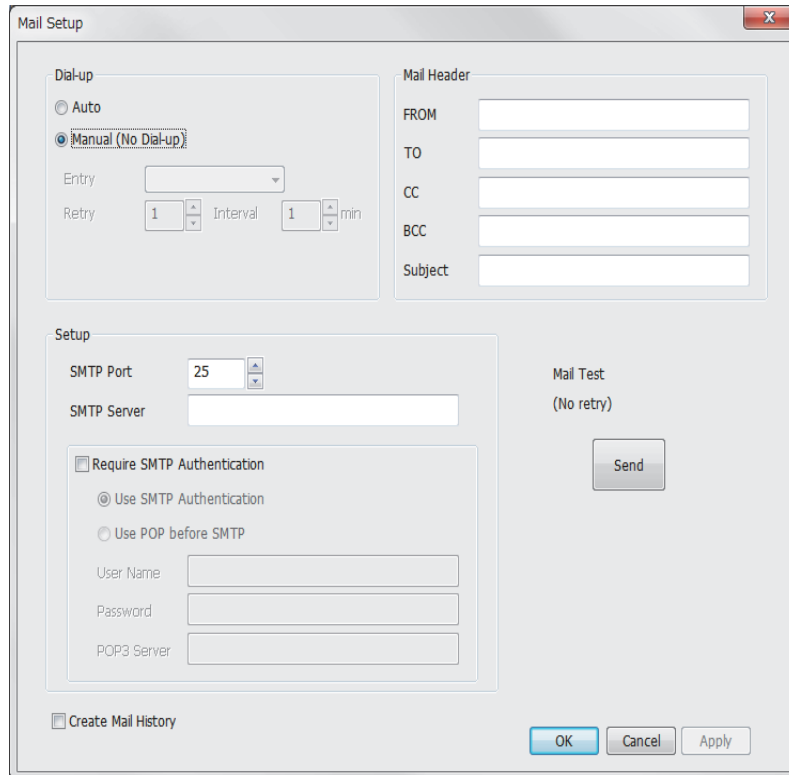 Mail Setup
X
Dial-up
Auto
Manual (No Dial-up)
Entry
Retry 1 Interval 1 min
Mail Header
FROM
TO
CC
BCC
Subject
Setup
SMTP Port 25
SMTP Server
Require SMTP Authentication
Use SMTP Authentication
Use POP before SMTP
User Name
Password
POP3 Server
Mail Test
(No retry)
Send
Create Mail History
OK Cancel Apply